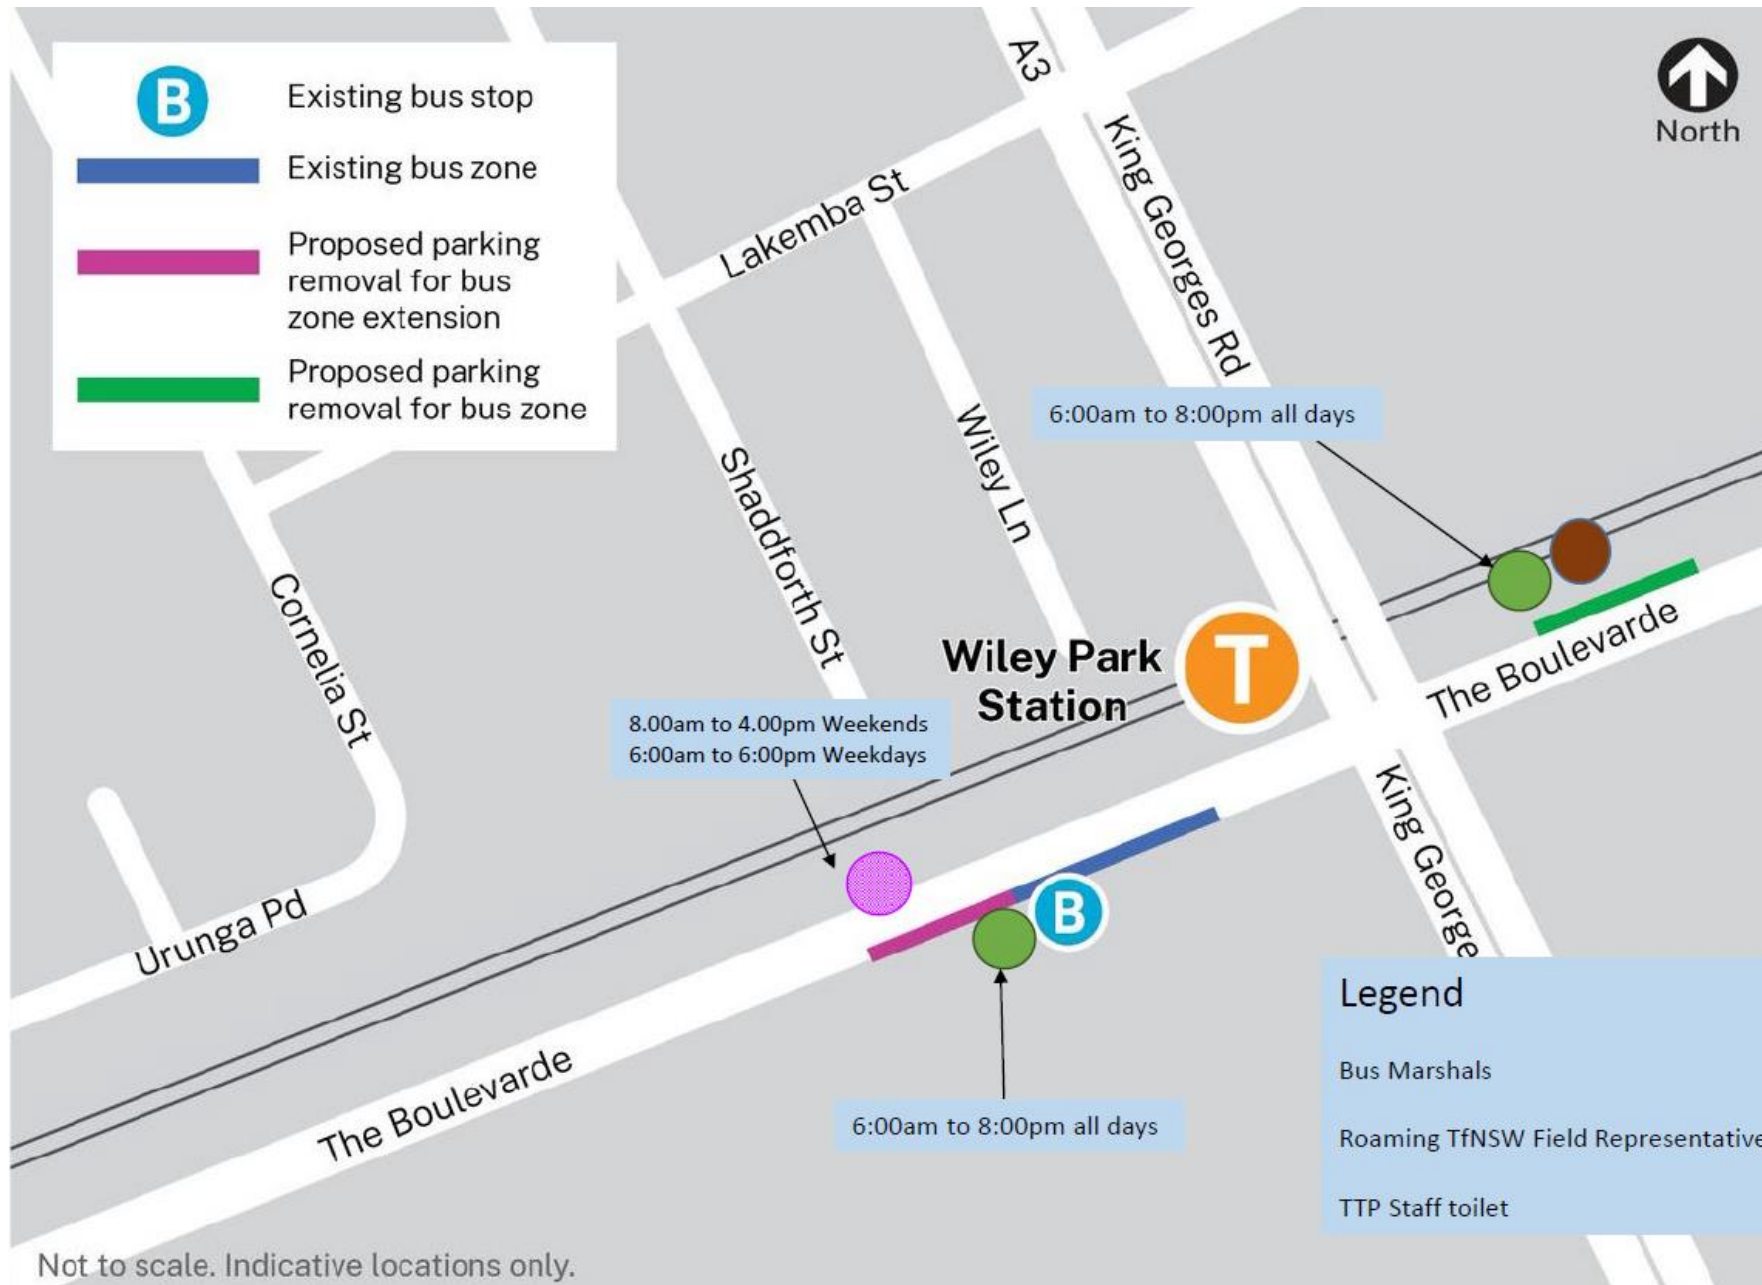 B
Existing bus stop
Existing bus zone
Proposed parking
removal for bus
zone extension
Proposed parking
removal for bus zone
A3
King Georges Rd
North
Lakemba St
Wiley Ln
Shaddforth St
Cornelia St
6:00am to 8:00pm all days
Wiley Park
Station
T
The Boulevarde
8.00am to 4.00pm Weekends
6:00am to 6:00pm Weekdays
King George
B
Urunga Pd
The Boulevarde
6:00am to 8:00pm all days
Legend
Bus Marshals
Roaming TfNSW Field Representative
TTP Staff toilet
Not to scale. Indicative locations only.